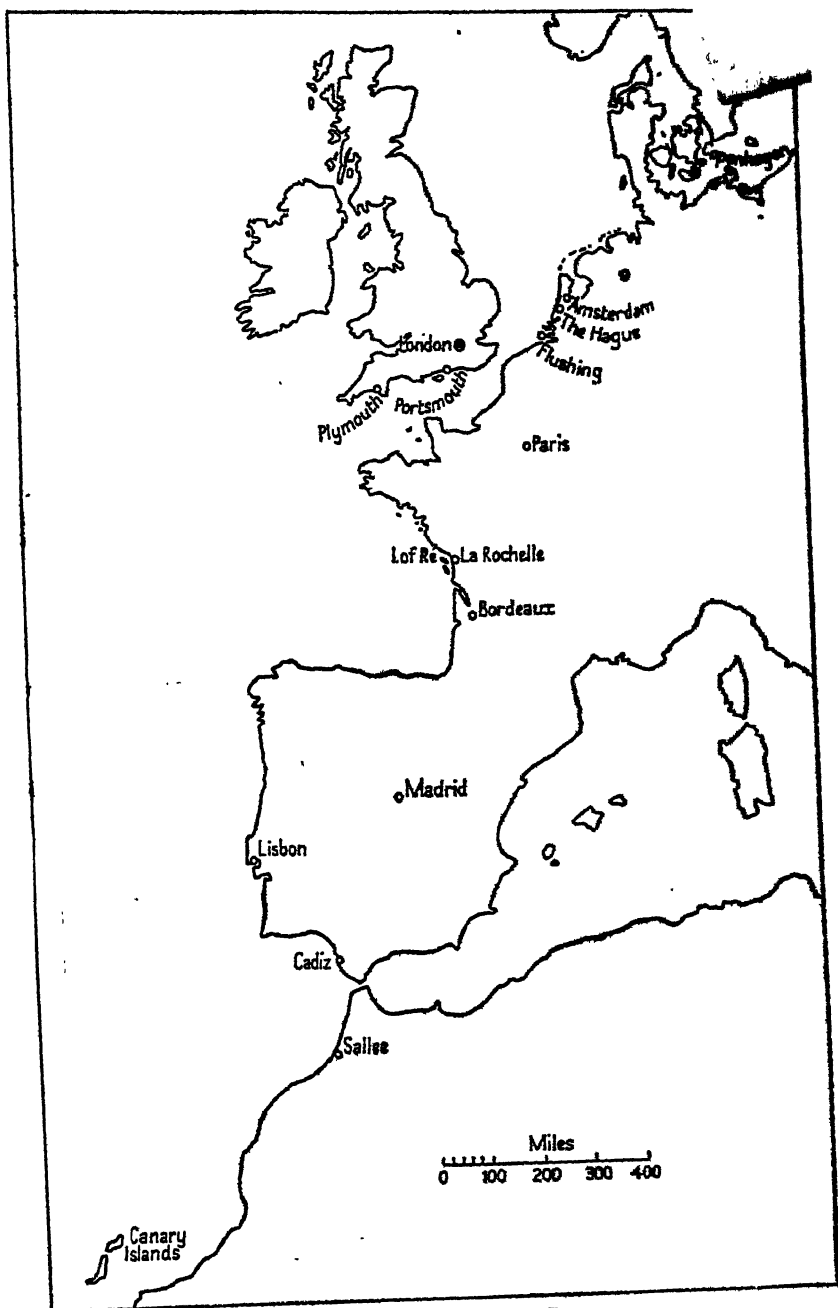 openhagen
Amsterdam
The Hague
Flushing
London
Portsmouth
Plymouth
Paris
I.of Ré
La Rochelle
Bordeaux
Madrid
Lisbon
Cadiz
Sallee
Miles
0 100 200 300 400
Canary
Islands